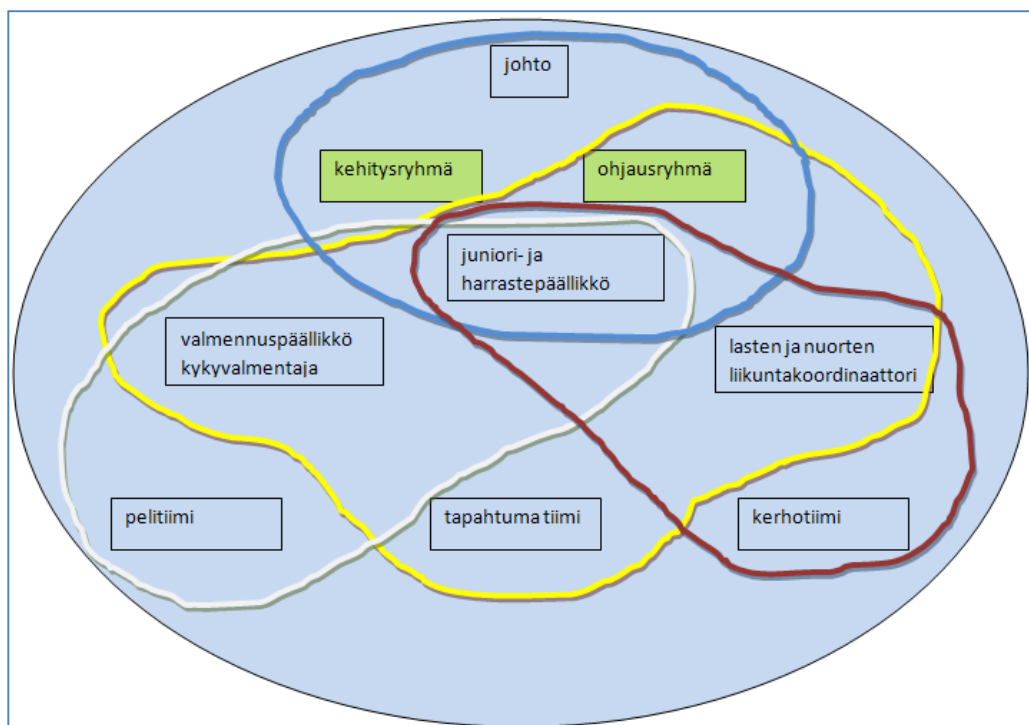 johto
kehitysryhmä
ohjausryhmä
juniori- ja
harrastepäällikkö
valmennuspäällikkö
kykyvalmentaja
lasten ja nuorten
liikuntakoordinaattori
pelitiimi
tapahtuma tiimi
kerhotiimi